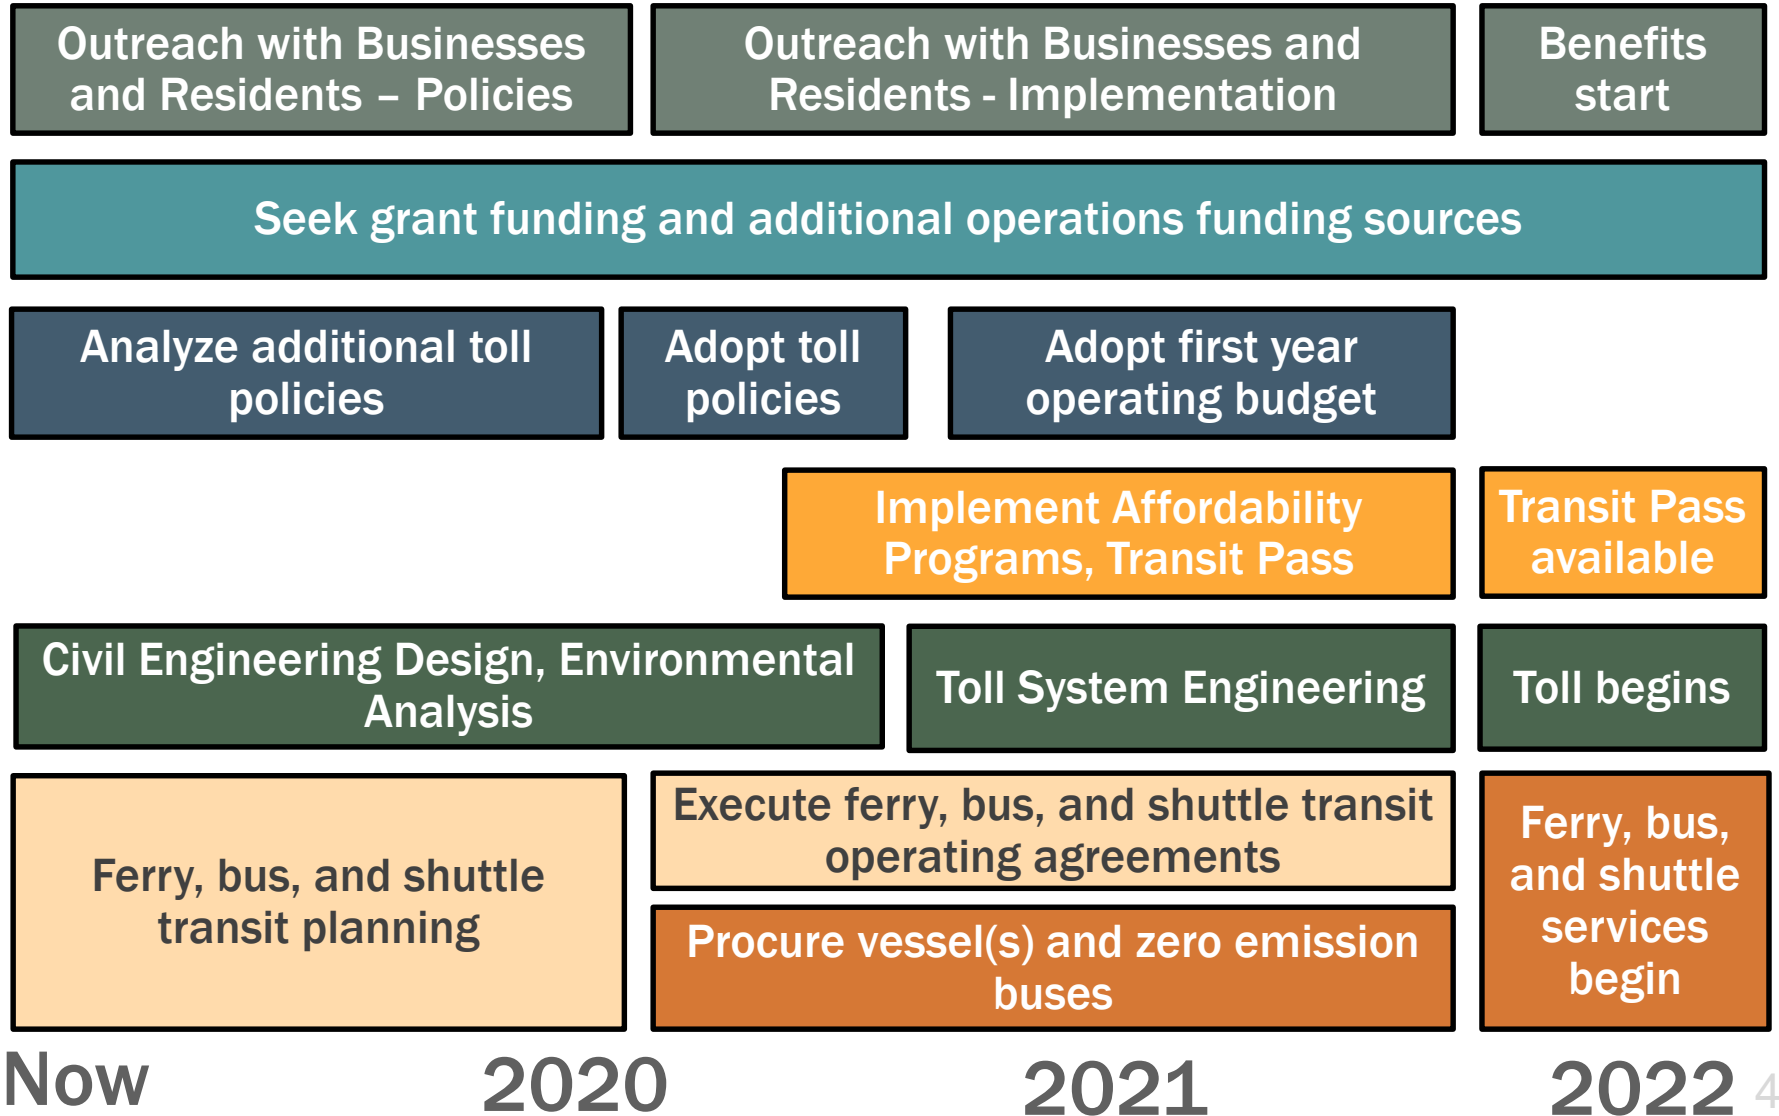 Outreach with Businesses
and Residents – Policies
Outreach with Businesses and
Residents - Implementation
Benefits
start
Seek grant funding and additional operations funding sources
Analyze additional toll
policies
Adopt toll
policies
Adopt first year
operating budget
Implement Affordability
Programs, Transit Pass
Transit Pass
available
Civil Engineering Design, Environmental
Analysis
Toll System Engineering
Toll begins
Ferry, bus, and shuttle
transit planning
Execute ferry, bus, and shuttle transit
operating agreements
Procure vessel(s) and zero emission
buses
Ferry, bus,
and shuttle
services
begin
Now 2020 2021 2022 4